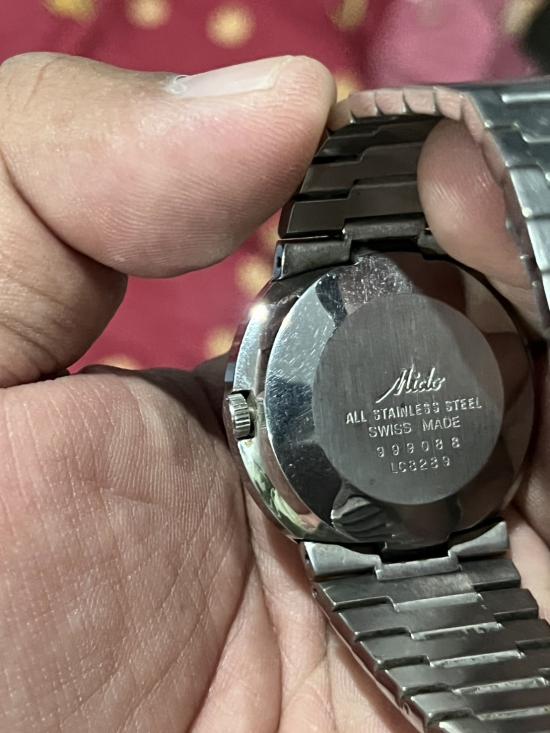 Mido
ALL STAINLESS STEEL
SWISS MADE
999088
LC8239